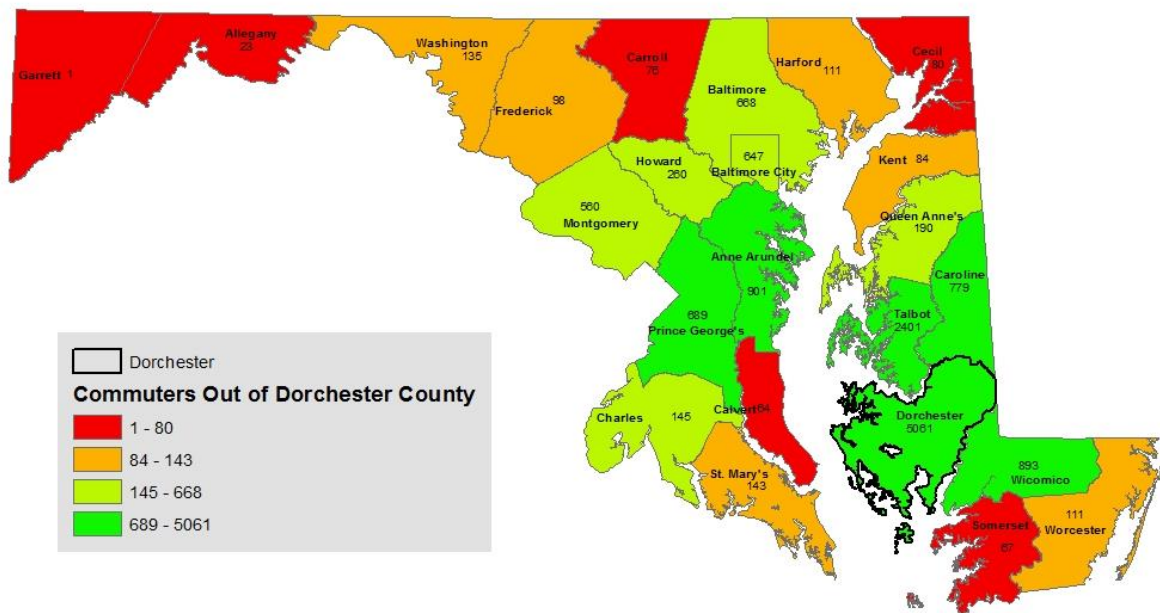 Garrett 1
Allegany
23
Washington
135
Frederick
98
Carroll
76
Baltimore
668
647
Baltimore City
Harford
111
Cecil
80
Kent 84
Howard
260
560
Montgomery
Queen Anne's
190
Anne Arundel
901
Caroline
779
689
Prince George's
Talbot
2401
Charles 145
Calvert 64
Dorchester
5061
St. Mary's
143
893
Wicomico
Somerset
67
111
Worcester
Dorchester
Commuters Out of Dorchester County
1 - 80
84 - 143
145 - 668
689 - 5061